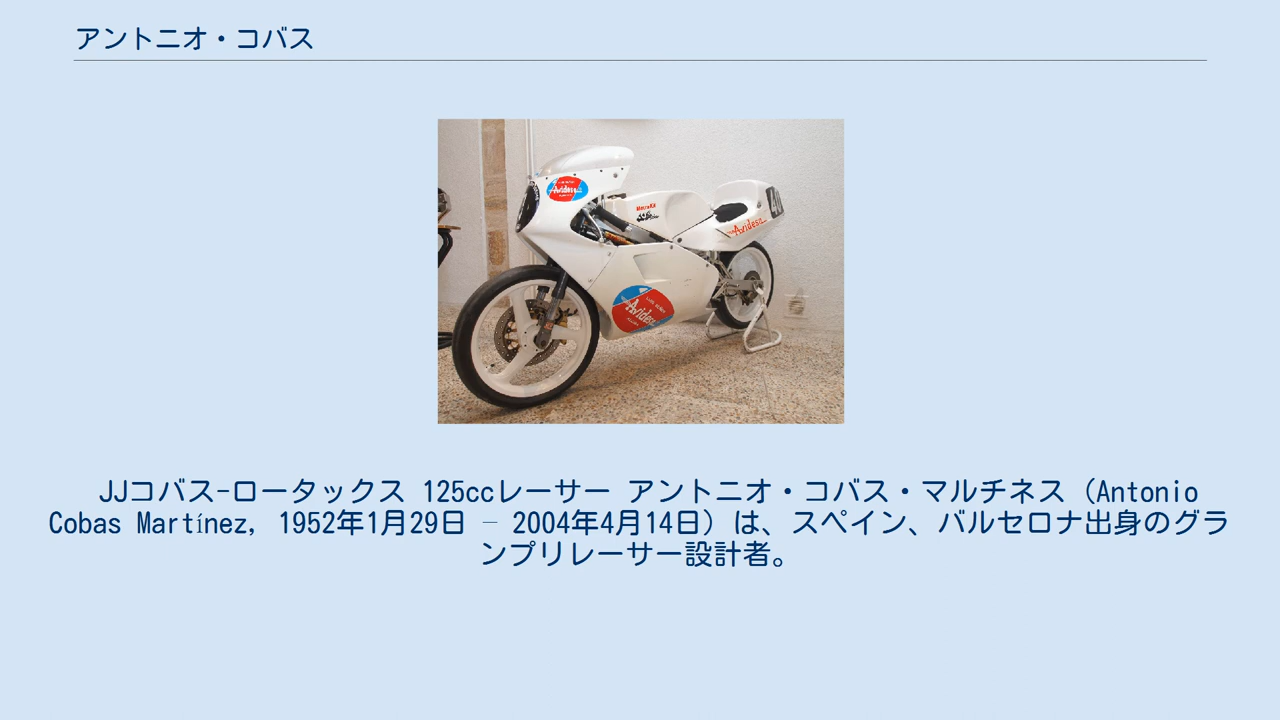 アントニオ・コバス
Avidesa
Avidesa
Avidesa
JJコバス-ロータックス 125ccレーサー アントニオ・コバス・マルチネス（Antonio
Cobas Martínez, 1952年1月29日 – 2004年4月14日）は、スペイン、バルセロナ出身のグラ
ンプリレーサー設計者。